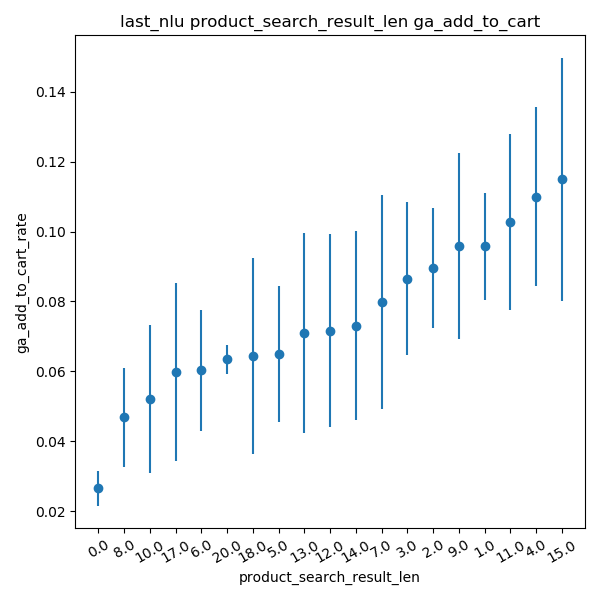 last_nlu product_search_result_len ga_add_to_cart
0.14
0.12
0.10
0.08
0.06
0.04
0.02
ga_add_to_cart_rate
0.0 8.0 10.0 17.0 6.0 20.0 18.0 5.0 13.0 12.0 14.0 7.0 3.0 2.0 9.0 1.0 11.0 4.0 15.0
product_search_result_len